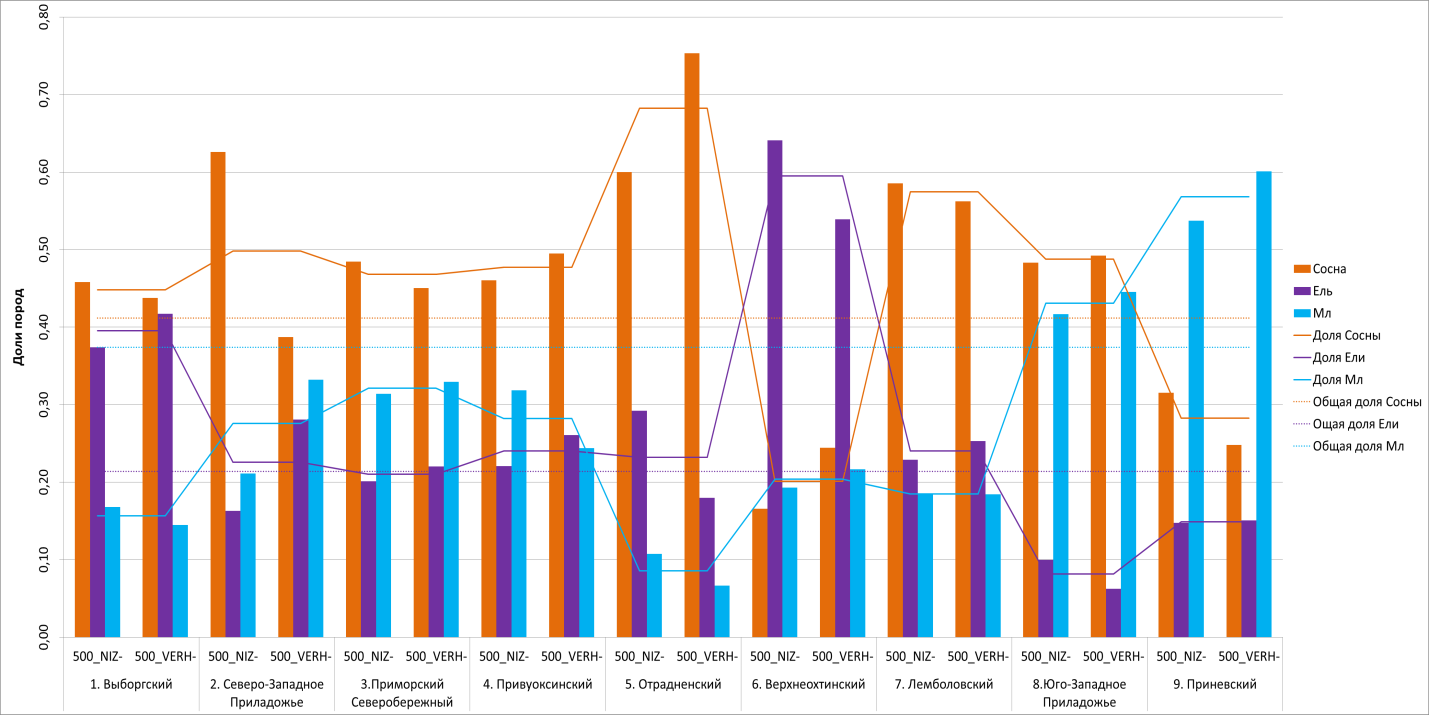 Доли пород
0,80
0,70
0,60
0,50
0,40
0,30
0,20
0,10
0,00
500_NIZ- 500_VERH- 500_NIZ- 500_VERH- 500_NIZ- 500_VERH- 500_NIZ- 500_VERH- 500_NIZ- 500_VERH- 500_NIZ- 500_VERH- 500_NIZ- 500_VERH- 500_NIZ- 500_VERH- 500_NIZ- 500_VERH-
1. Выборгский
2. Северо-Западное
Приладожье
3.Приморский
Северобережный
4. Привуоксинский
5. Отрадненский
6. Верхнеохтинский
7. Лемболовский
8.Юго-Западное
Приладожье
9. Приневский
Сосна
Ель
Мл
Доля Сосны
Доля Ели
Доля Мл
Общая доля Сосны
Ощая доля Ели
Общая доля Мл